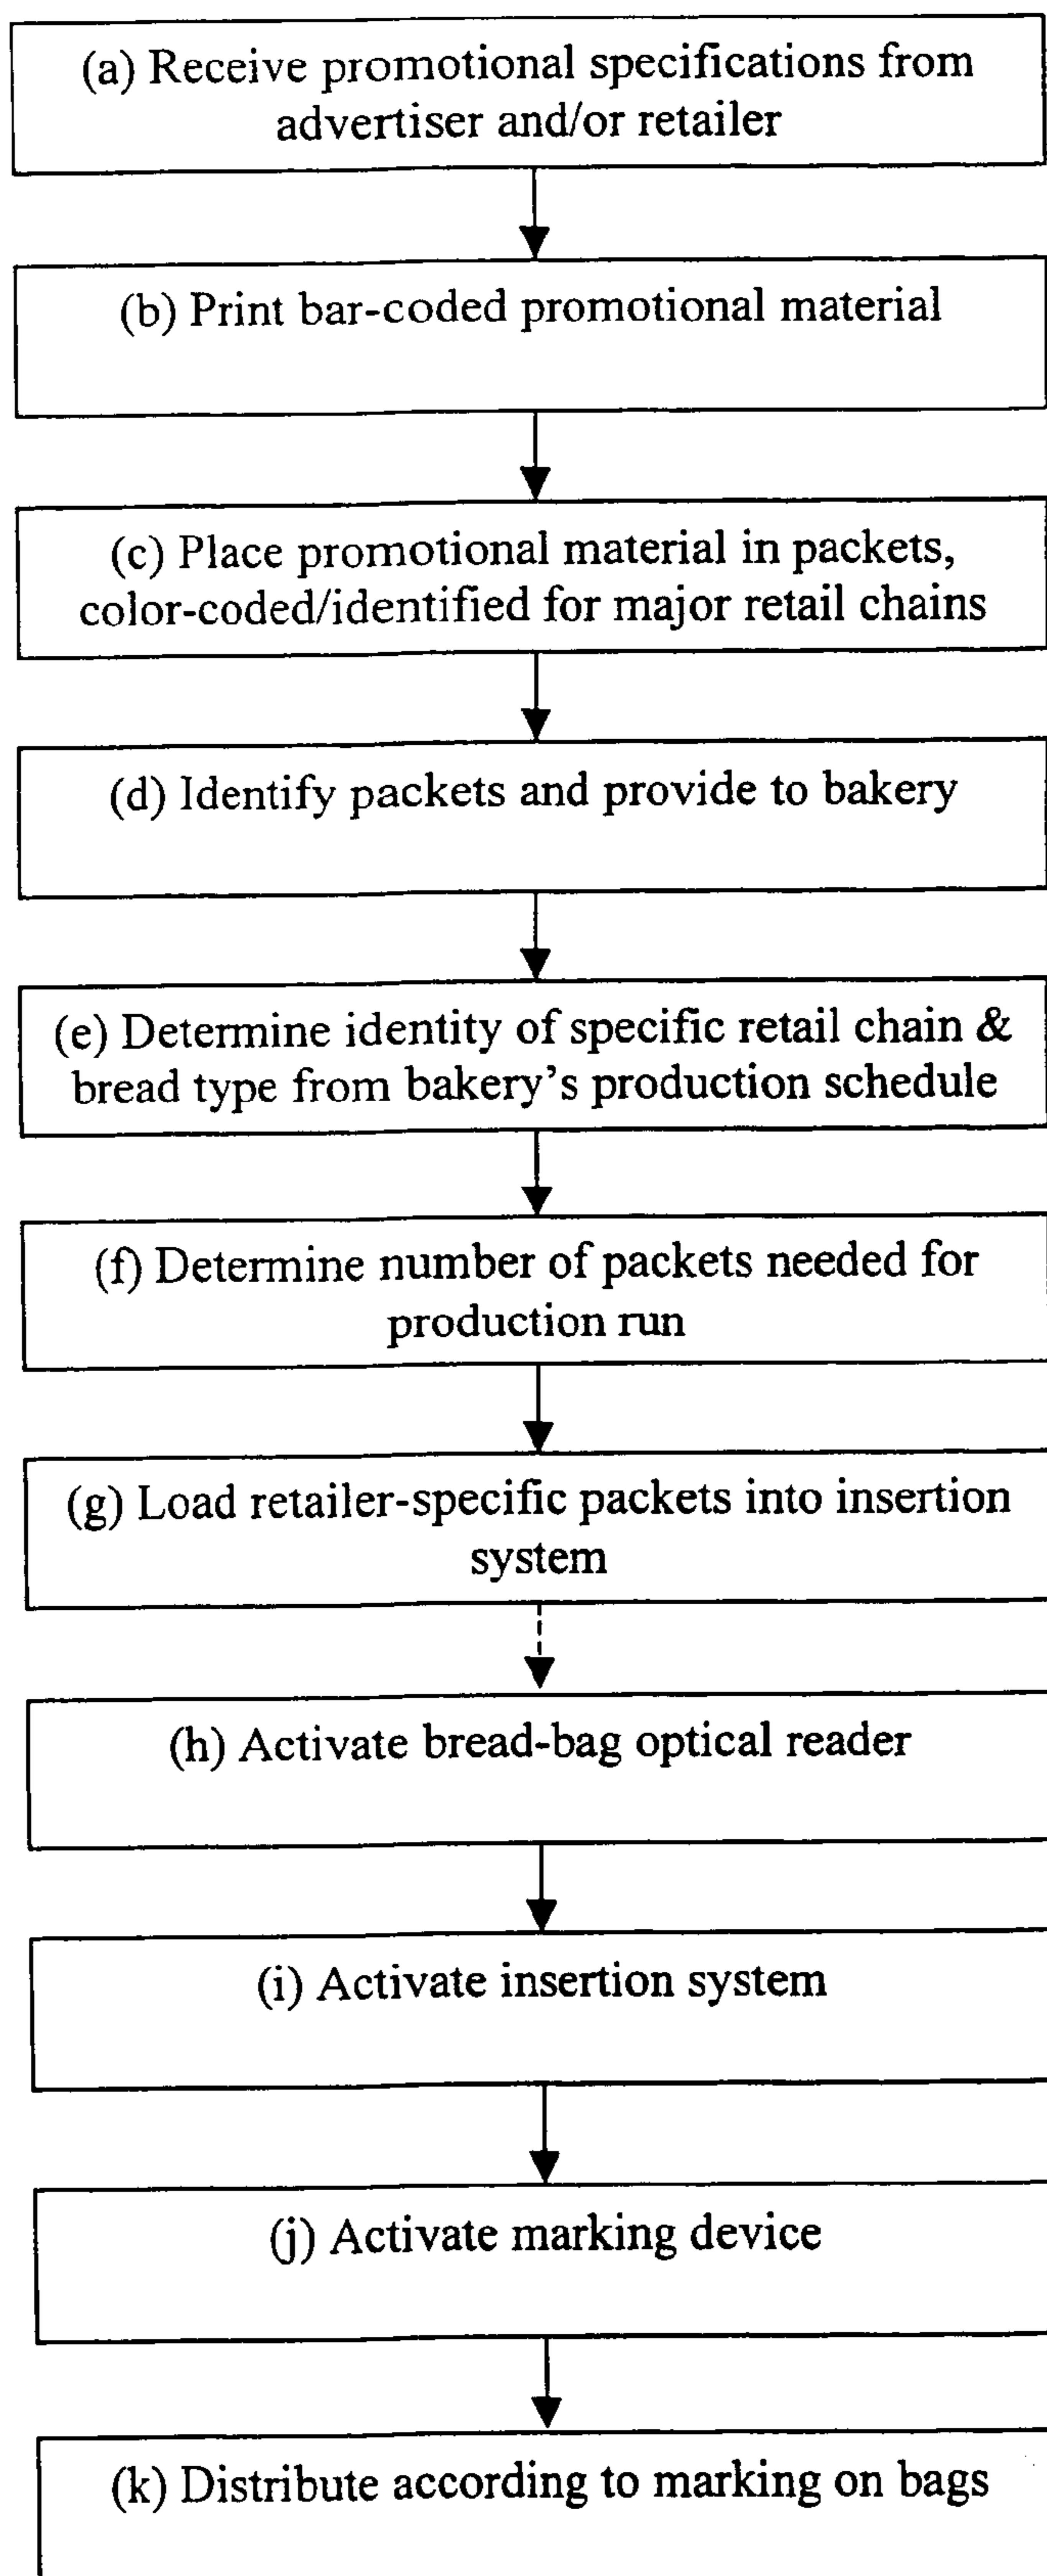 (a) Receive promotional specifications from
advertiser and/or retailer
(b) Print bar-coded promotional material
(c) Place promotional material in packets,
color-coded/identified for major retail chains
(d) Identify packets and provide to bakery
(e) Determine identity of specific retail chain &
bread type from bakery's production schedule
(f) Determine number of packets needed for
production run
(g) Load retailer-specific packets into insertion
system
(h) Activate bread-bag optical reader
(i) Activate insertion system
(j) Activate marking device
(k) Distribute according to marking on bags